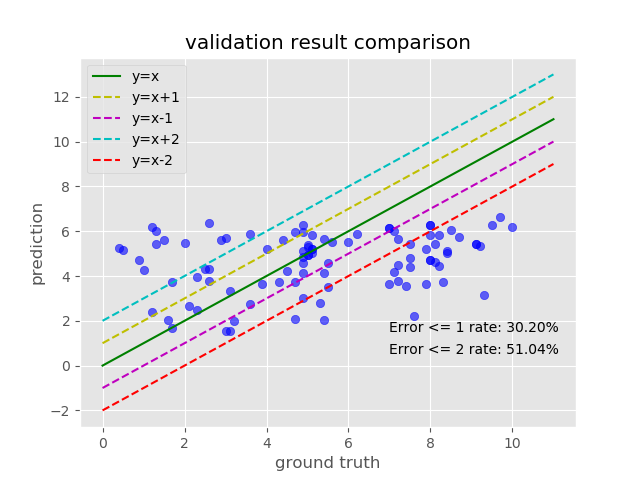 validation result comparison
y=x
y=x+1
y=x-1
y=x+2
y=x-2
12
10
8
6
4
2
0
−2
prediction
Error <= 1 rate: 30.20%
Error <= 2 rate: 51.04%
0 2 4 6 8 10
ground truth